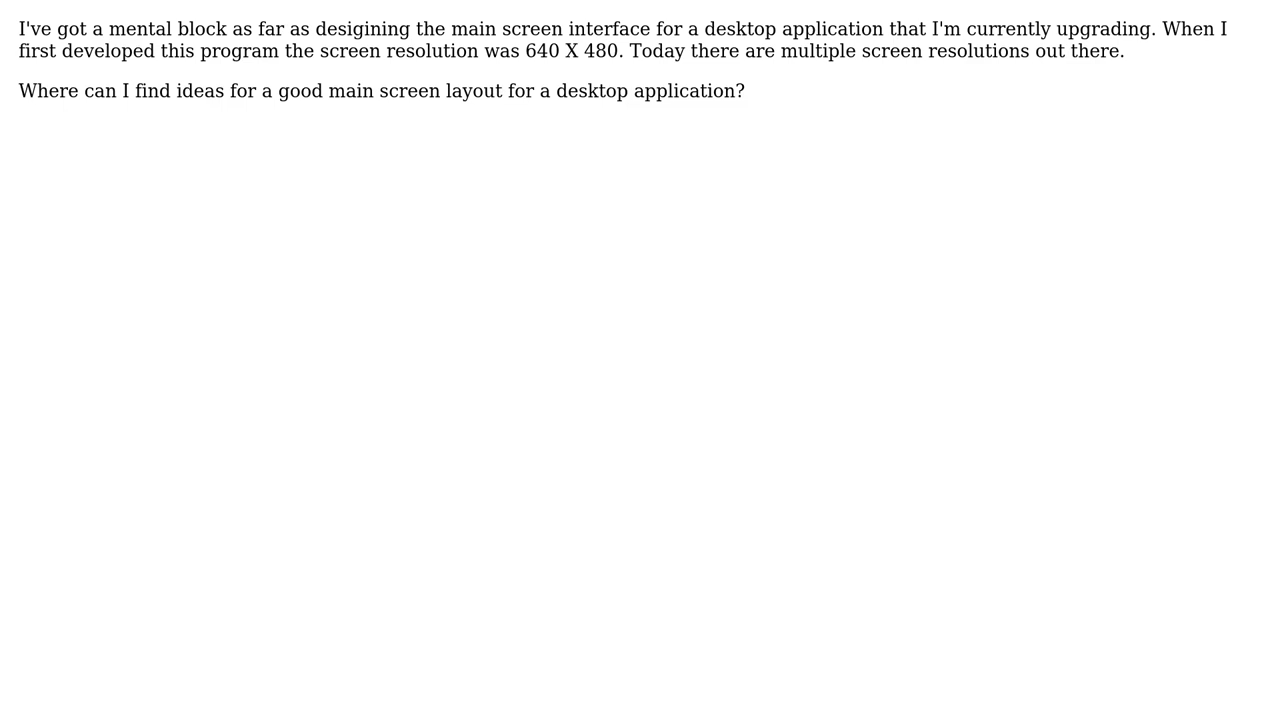 I've got a mental block as far as desigining the main screen interface for a desktop application that I'm currently upgrading. When I
first developed this program the screen resolution was 640 X 480. Today there are multiple screen resolutions out there.
Where can I find ideas for a good main screen layout for a desktop application?